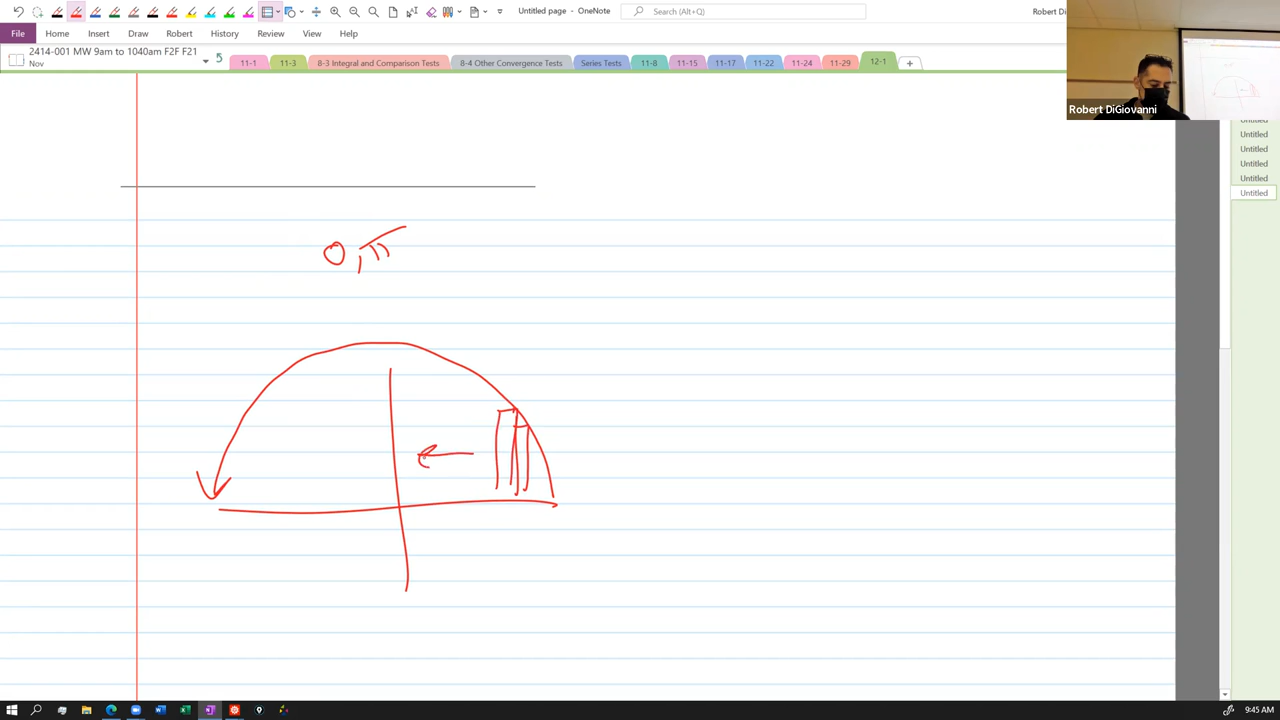 Untitled page - OneNote
Search (Alt+Q)
Robert Di
File Home Insert Draw Robert History Review View Help
2414-001 MW 9am to 1040am F2F F21
Nov
5
11-1 11-3 8-3 Integral and Comparison Tests 8-4 Other Convergence Tests Series Tests 11-8 11-15 11-17 11-22 11-24 11-29 12-1
Robert DiGiovanni
Untitled
Untitled
Untitled
Untitled
Untitled
Untitled
0, π
9:45 AM